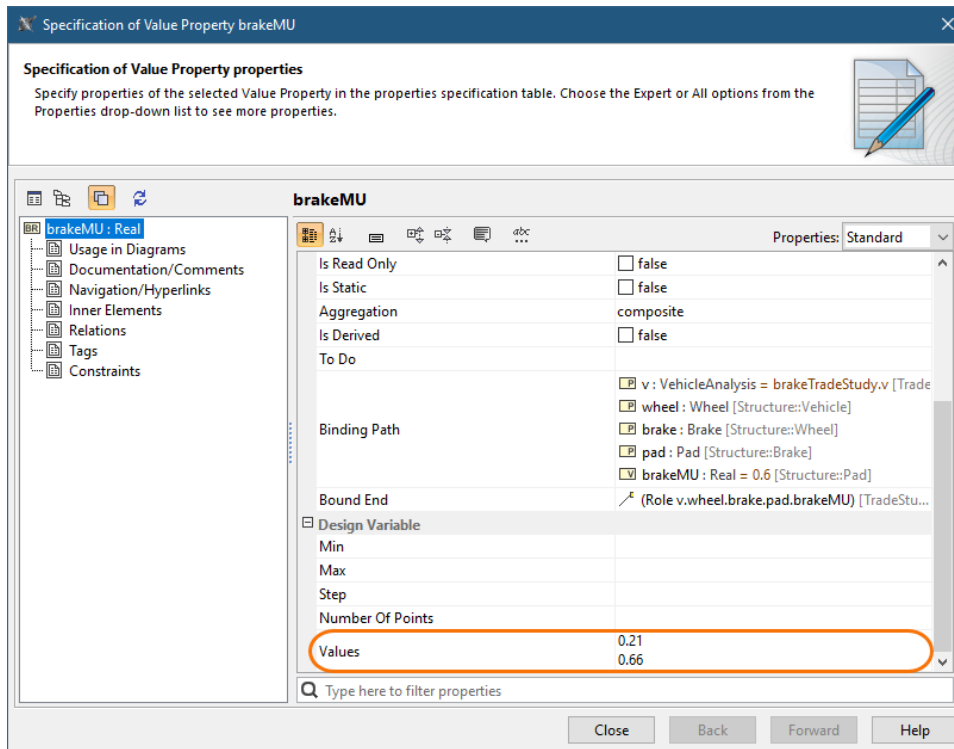 Specification of Value Property brakeMU
Specification of Value Property properties
Specify properties of the selected Value Property in the properties specification table. Choose the Expert or All options from the
Properties drop-down list to see more properties.
brakeMU
BR brakeMU : Real
Usage in Diagrams
Documentation/Comments
Navigation/Hyperlinks
Inner Elements
Relations
Tags
Constraints
Properties: Standard
Is Read Only false
Is Static false
Aggregation composite
Is Derived false
To Do
Binding Path
P v : VehicleAnalysis = brakeTradeStudy.v [Trade
P wheel : Wheel [Structure::Vehicle]
P brake : Brake [Structure::Wheel]
P pad : Pad [Structure::Brake]
V brakeMU : Real = 0.6 [Structure::Pad]
Bound End E (Role v.wheel.brake.pad.brakeMU) [TradeStu...
Design Variable
Min
Max
Step
Number Of Points
Values 0.21
0.66
Type here to filter properties
Close Back Forward Help